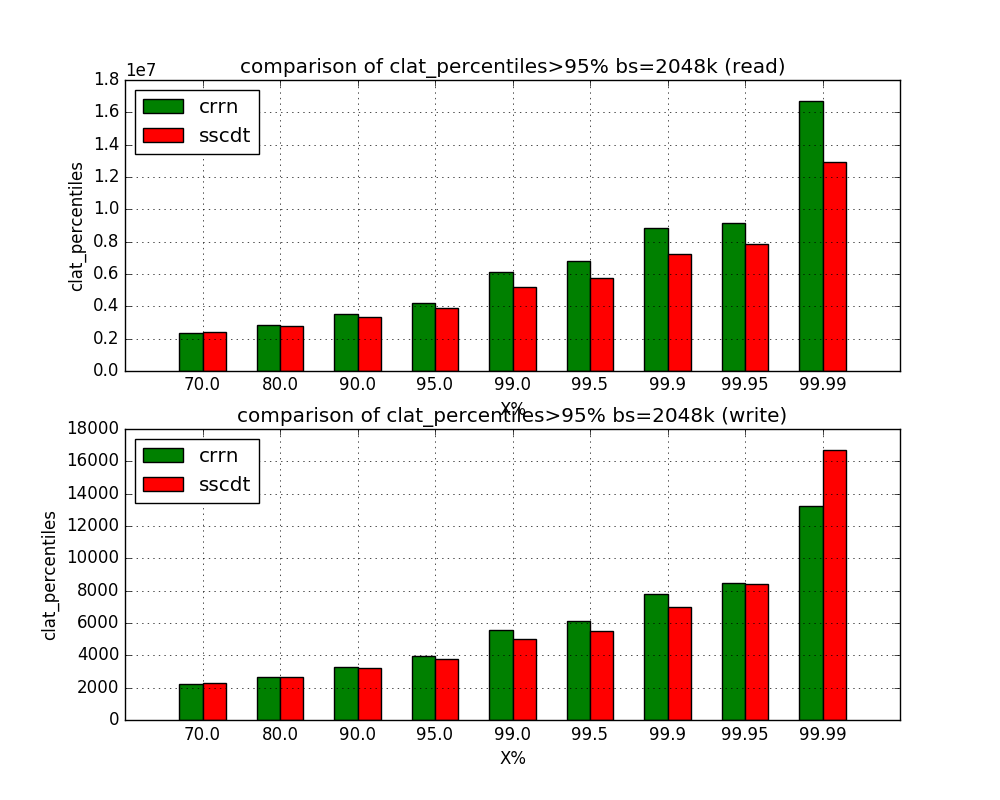 comparison of clat_percentiles>95% bs=2048k (read)
1e7
1.8
1.6
1.4
1.2
1.0
0.8
0.6
0.4
0.2
0.0
clat_percentiles
crrn
sscdt
70.0 80.0 90.0 95.0 99.0 99.5 99.9 99.95 99.99
X%
comparison of clat_percentiles>95% bs=2048k (write)
18000
16000
14000
12000
10000
8000
6000
4000
2000
0
clat_percentiles
crrn
sscdt
70.0 80.0 90.0 95.0 99.0 99.5 99.9 99.95 99.99
X%